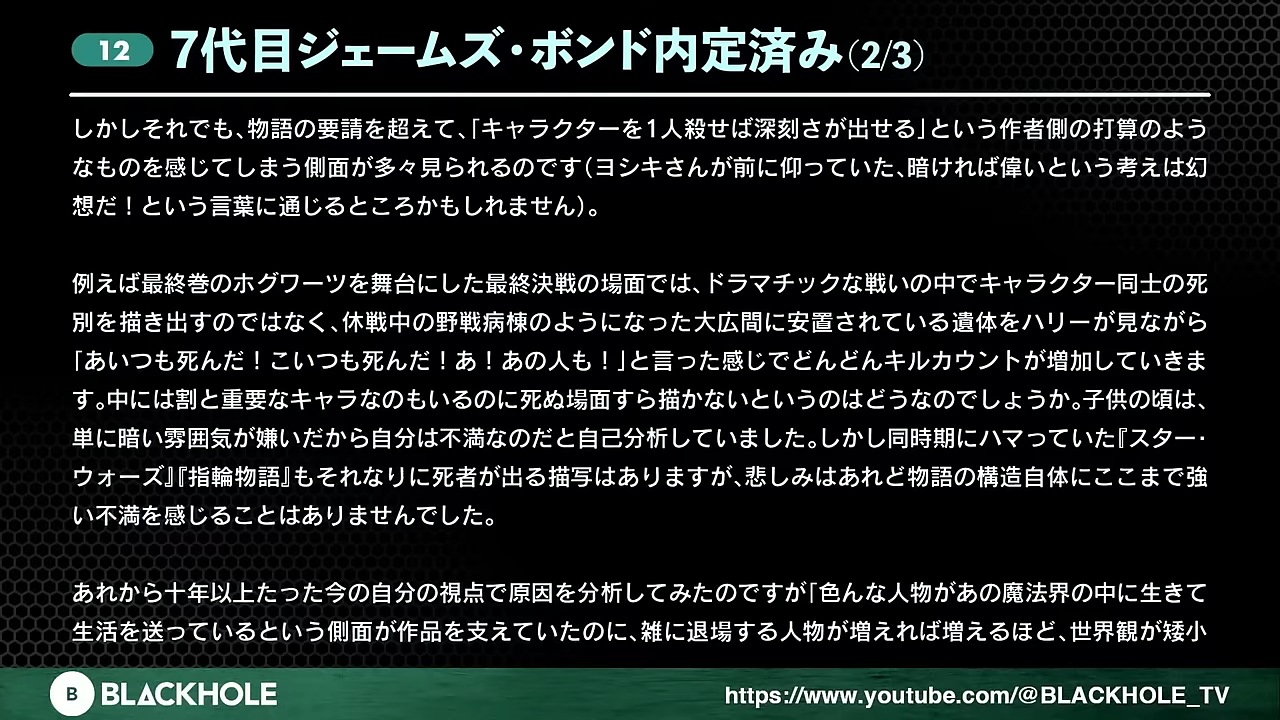 12 7代目ジェームズ・ボンド内定済み(2/3)
しかしそれでも、物語の要請を超えて、「キャラクターを1人殺せば深刻さが出せる」という作者側の打算のよう
なものを感じてしまう側面が多々見られるのです(ヨシキさんが前に仰っていた、暗ければ偉いという考えは幻
想だ!という言葉に通じるところかもしれません)。
例えば最終巻のホグワーツを舞台にした最終決戦の場面では、ドラマチックな戦いの中でキャラクター同士の死
別を描き出すのではなく、休戦中の野戦病棟のようになった大広間に安置されている遺体をハリーが見ながら
「あいつも死んだ!こいつも死んだ!あ!あの人も!」と言った感じでどんどんキルカウントが増加していきま
す。中には割と重要なキャラなのもいるのに死ぬ場面すら描かないというのはどうなのでしょうか。子供の頃は、
単に暗い雰囲気が嫌いだから自分は不満なのだと自己分析していました。しかし同時期にハマっていた『スター・
ウォーズ』『指輪物語』もそれなりに死者が出る描写はありますが、悲しみはあれど物語の構造自体にここまで強
い不満を感じることはありませんでした。
あれから十年以上たった今の自分の視点で原因を分析してみたのですが「色んな人物があの魔法界の中に生きて
生活を送っているという側面が作品を支えていたのに、雑に退場する人物が増えれば増えるほど、世界観が矮小
B BLACKHOLE
https://www.youtube.com/@BLACKHOLE_TV